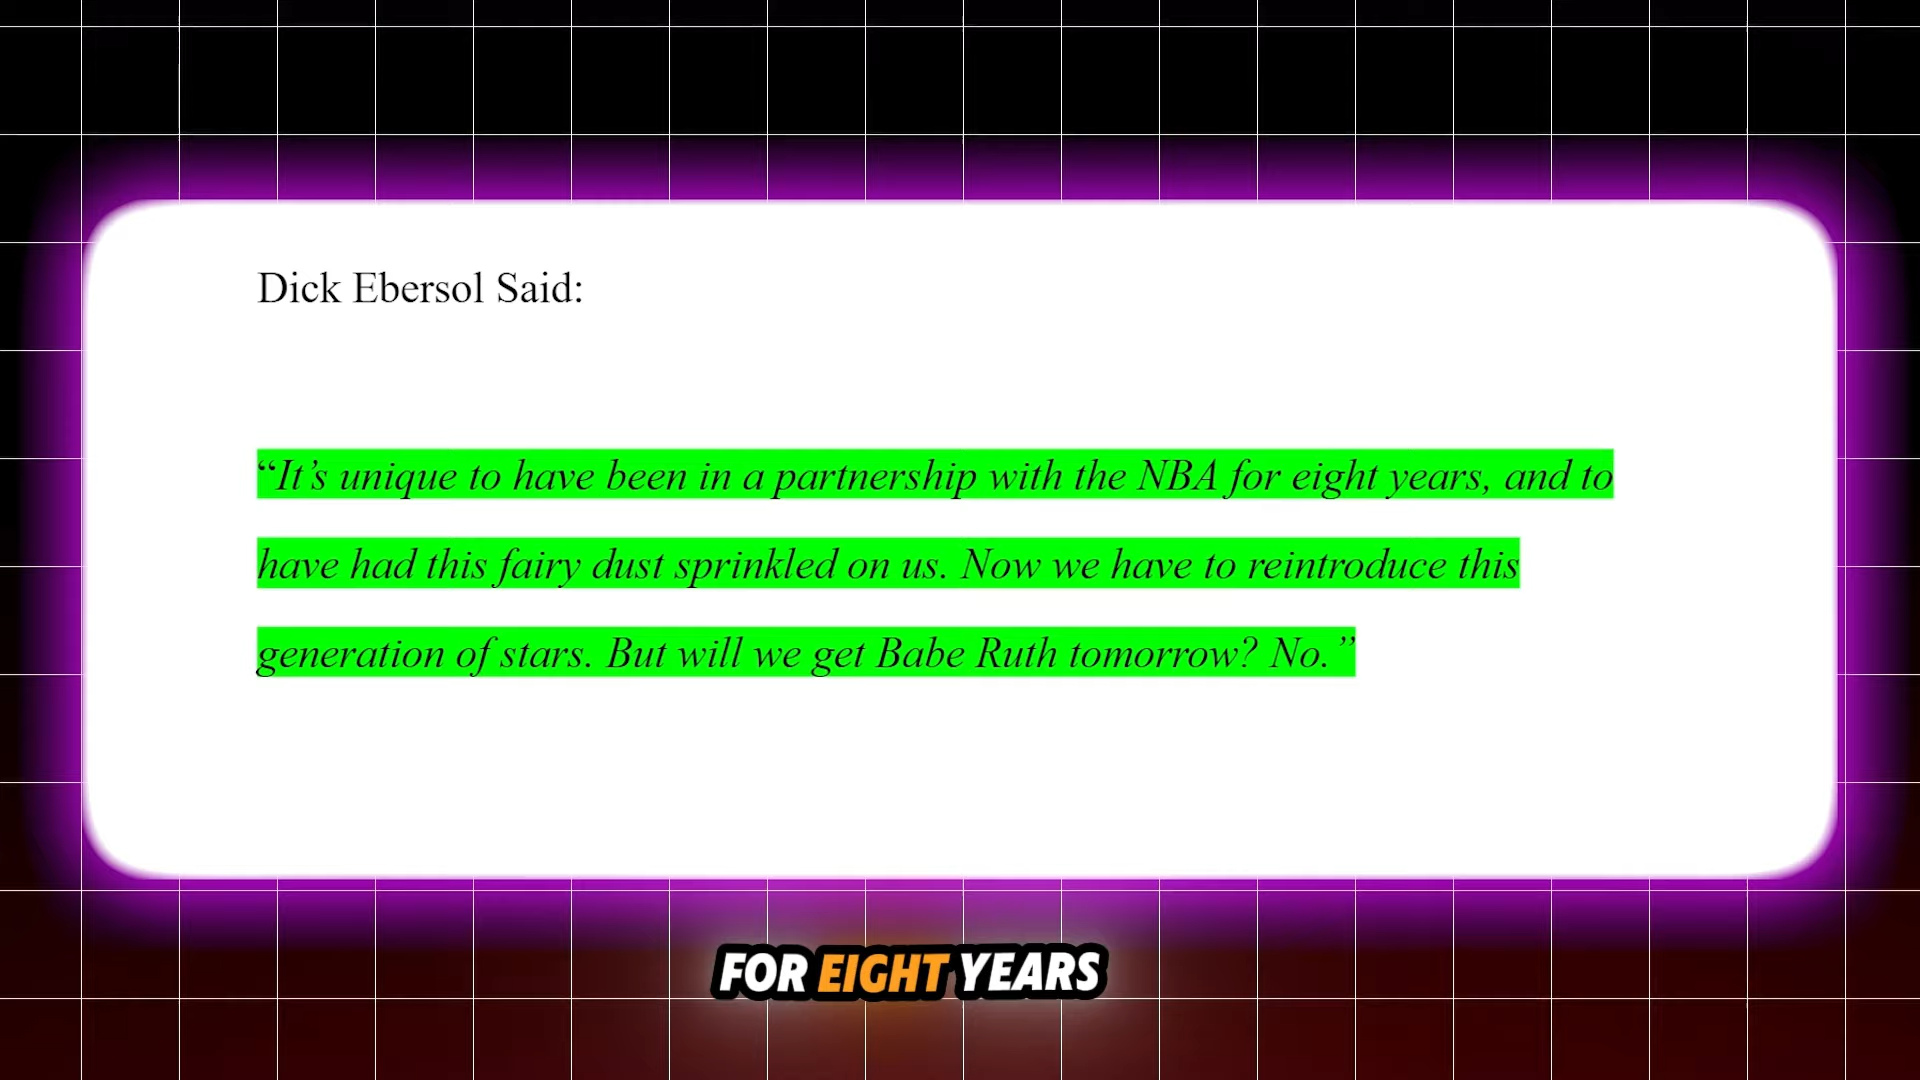 Dick Ebersol Said:
“It’s unique to have been in a partnership with the NBA for eight years, and to
have had this fairy dust sprinkled on us. Now we have to reintroduce this
generation of stars. But will we get Babe Ruth tomorrow? No.”
FOR EIGHT YEARS